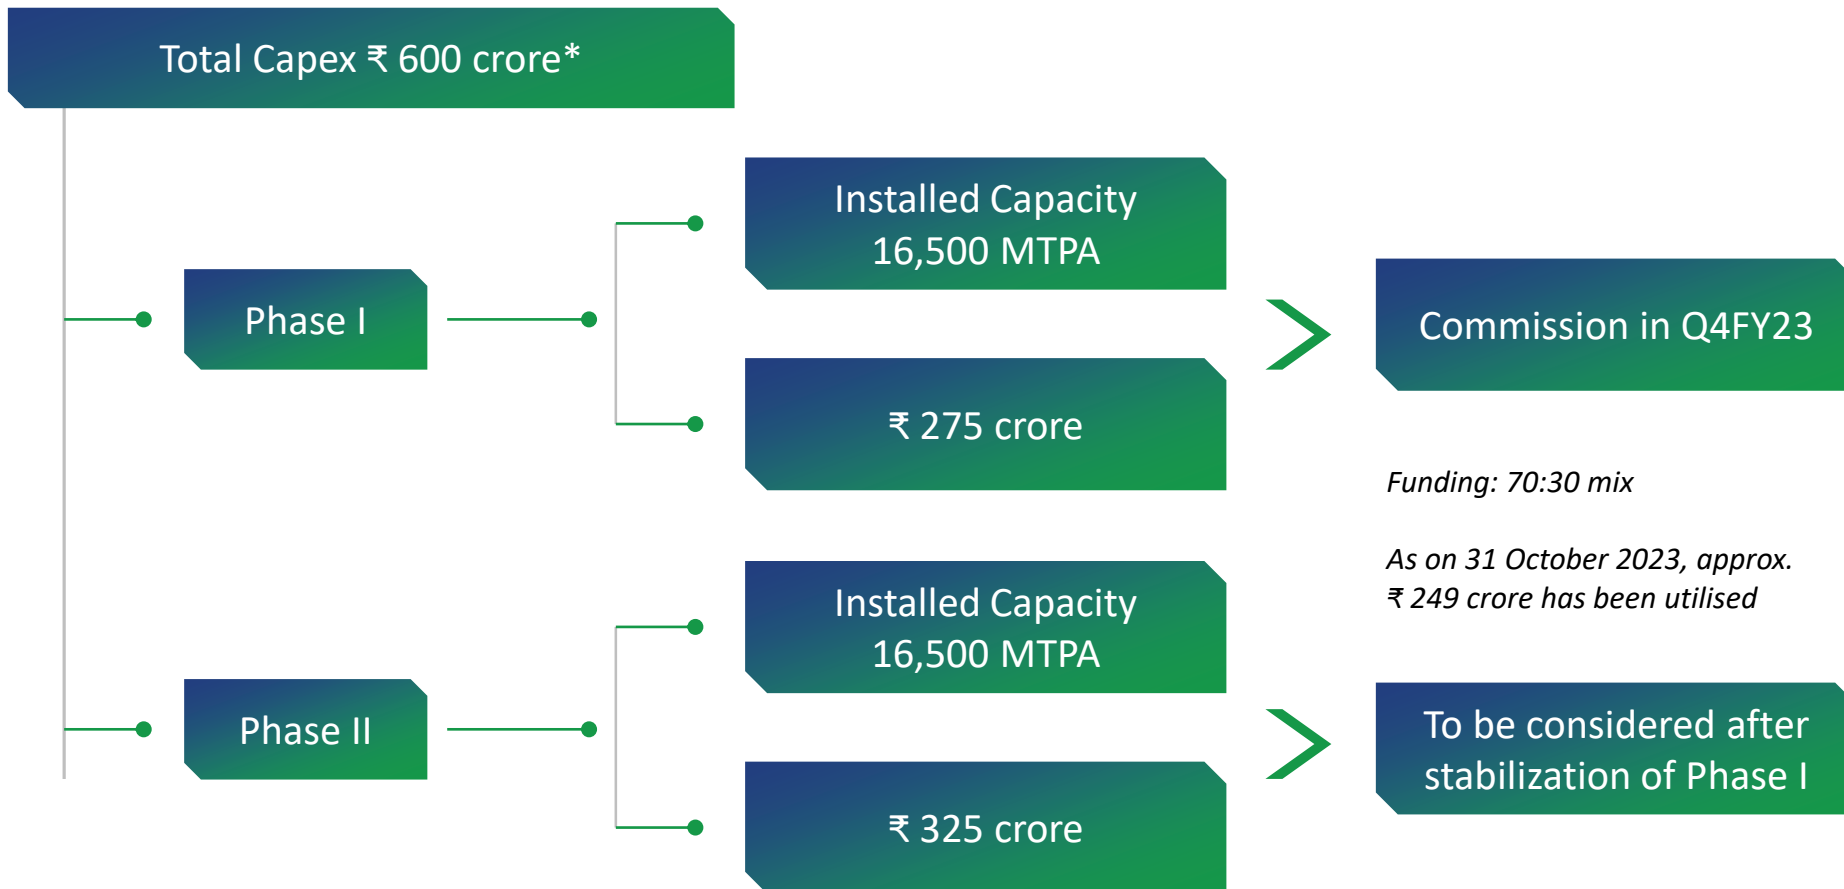 Total Capex ₹ 600 crore*
Phase I
Installed Capacity
16,500 MTPA
₹ 275 crore
Commission in Q4FY23
Funding: 70:30 mix
As on 31 October 2023, approx.
₹ 249 crore has been utilised
Phase II
Installed Capacity
16,500 MTPA
₹ 325 crore
To be considered after
stabilization of Phase I